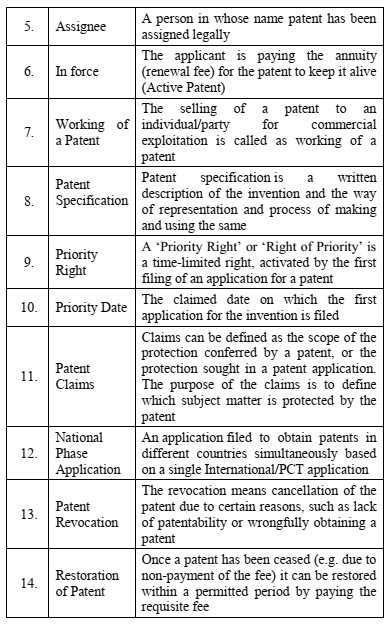 5. Assignee A person in whose name patent has been
assigned legally
6. In force The applicant is paying the annuity
(renewal fee) for the patent to keep it alive
(Active Patent)
7. Working of a Patent The selling of a patent to an
individual/party for commercial
exploitation is called as working of a
patent
8. Patent Specification Patent specification is a written
description of the invention and the way
of representation and process of making
and using the same
9. Priority Right A ‘Priority Right’ or ‘Right of Priority’ is
a time-limited right, activated by the first
filing of an application for a patent
10. Priority Date The claimed date on which the first
application for the invention is filed
11. Patent Claims Claims can be defined as the scope of the
protection conferred by a patent, or the
protection sought in a patent application.
The purpose of the claims is to define
which subject matter is protected by the
patent
12. National Phase Application An application filed to obtain patents in
different countries simultaneously based
on a single International/PCT application
13. Patent Revocation The revocation means cancellation of the
patent due to certain reasons, such as lack
of patentability or wrongfully obtaining a
patent
14. Restoration of Patent Once a patent has been ceased (e.g. due to
non-payment of the fee) it can be restored
within a permitted period by paying the
requisite fee